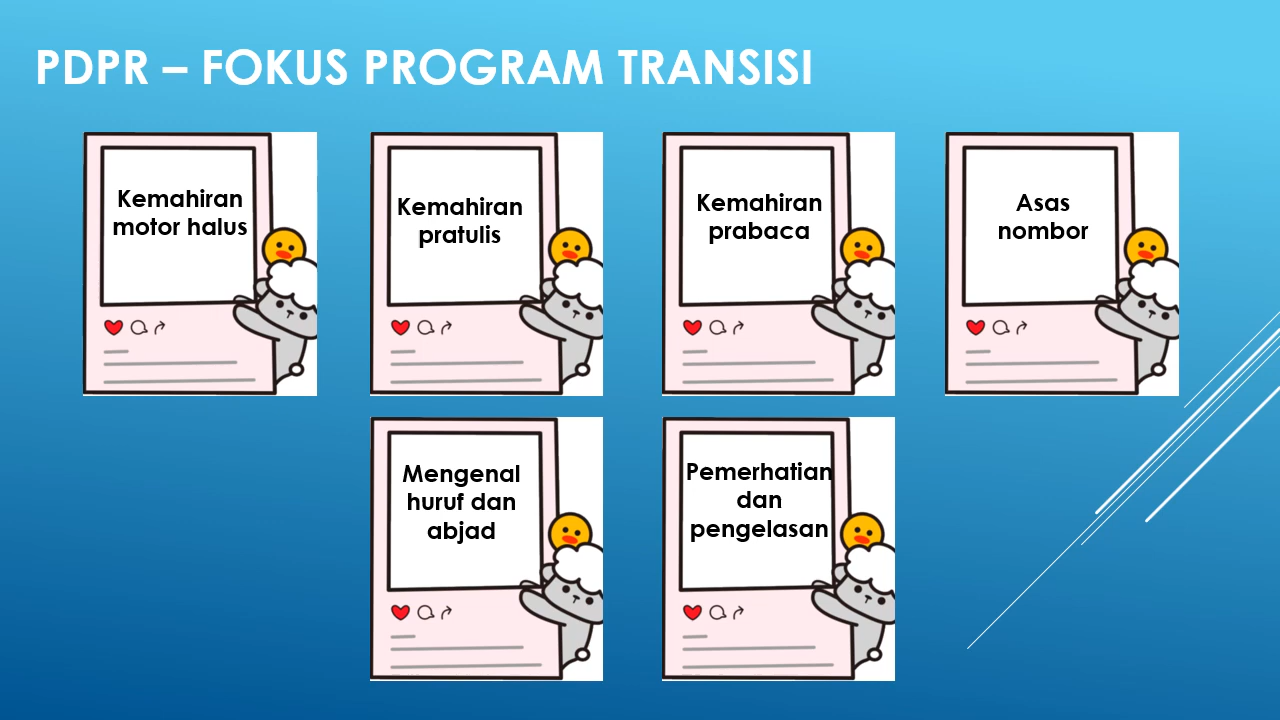 PDPR – FOKUS PROGRAM TRANSISI
Kemahiran
motor halus
Kemahiran
pratulis
Kemahiran
prabaca
Asas
nombor
Mengenal
huruf dan
abjad
Pemerhatian
dan
pengelasan